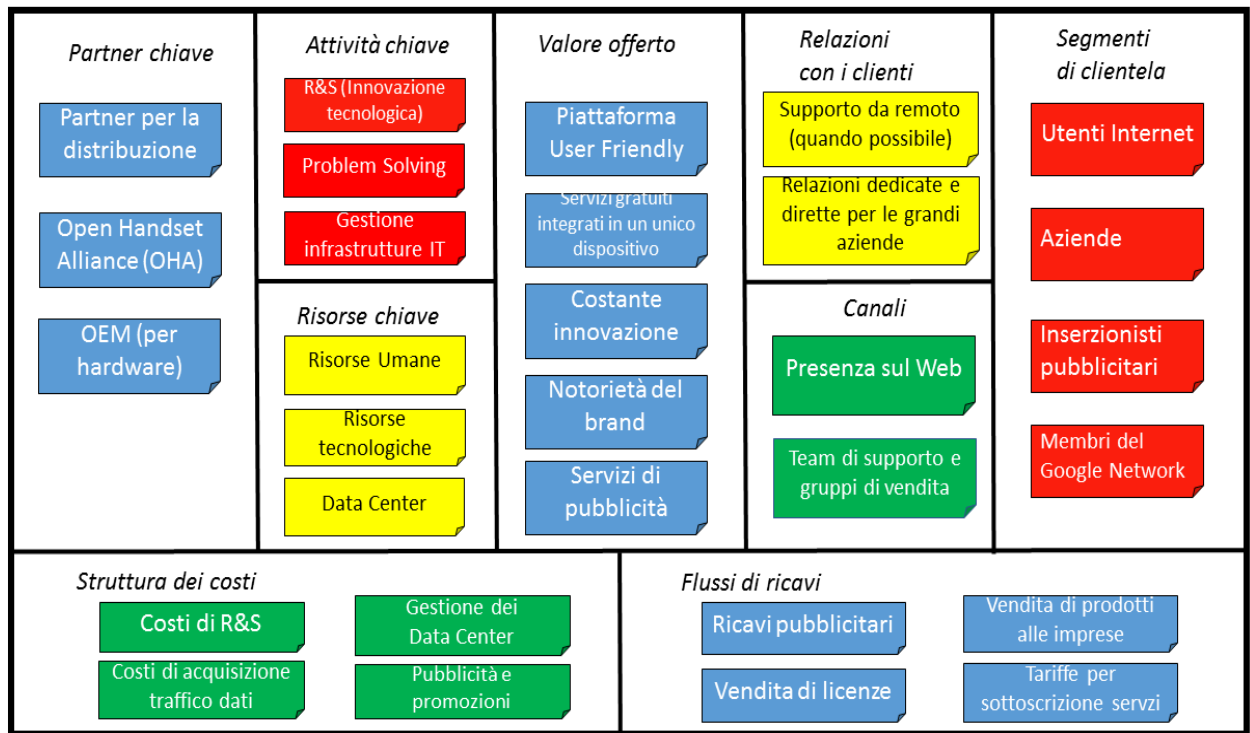 Partner chiave
Partner per la
distribuzione
Open Handset
Alliance (OHA)
OEM (per
hardware)
Attività chiave
R&S (Innovazione
tecnologica)
Problem Solving
Gestione
infrastrutture IT
Risorse chiave
Risorse Umane
Risorse
tecnologiche
Data Center
Valore offerto
Piattaforma
User Friendly
Servizi gratuiti
integrati in un unico
dispositivo
Costante
innovazione
Notorietà del
brand
Servizi di
pubblicità
Relazioni
con i clienti
Supporto da remoto
(quando possibile)
Relazioni dedicate e
dirette per le grandi
aziende
Canali
Presenza sul Web
Team di supporto e
gruppi di vendita
Segmenti
di clientela
Utenti Internet
Aziende
Inserzionisti
pubblicitari
Membri del
Google Network
Struttura dei costi
Costi di R&S
Costi di acquisizione
traffico dati
Gestione dei
Data Center
Pubblicità e
promozioni
Flussi di ricavi
Ricavi pubblicitari
Vendita di licenze
Vendita di prodotti
alle imprese
Tariffe per
sottoscrizione servzi